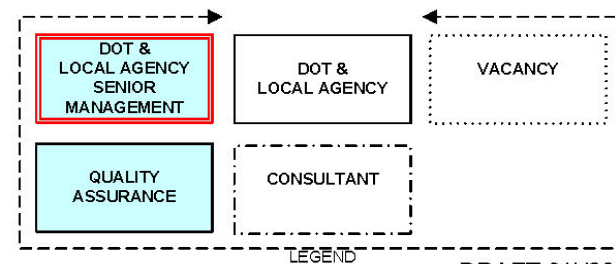 DOT &
LOCAL AGENCY
SENIOR
MANAGEMENT
DOT &
LOCAL AGENCY
VACANCY
QUALITY
ASSURANCE
CONSULTANT
LEGEND